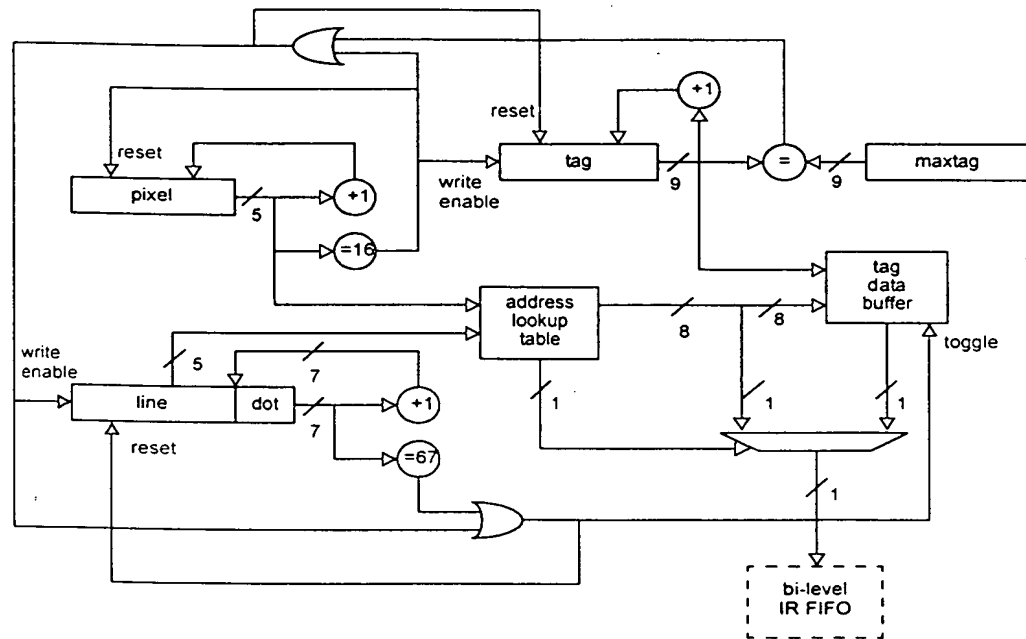 +1
reset
tag
9
=
9
maxtag
reset
pixel
5
+1
write
enable
=16
tag
data
buffer
address
lookup
table
8
8
toggle
write
enable
5
7
line
dot
7
+1
1
1
1
reset
=67
1
bi-level
IR FIFO